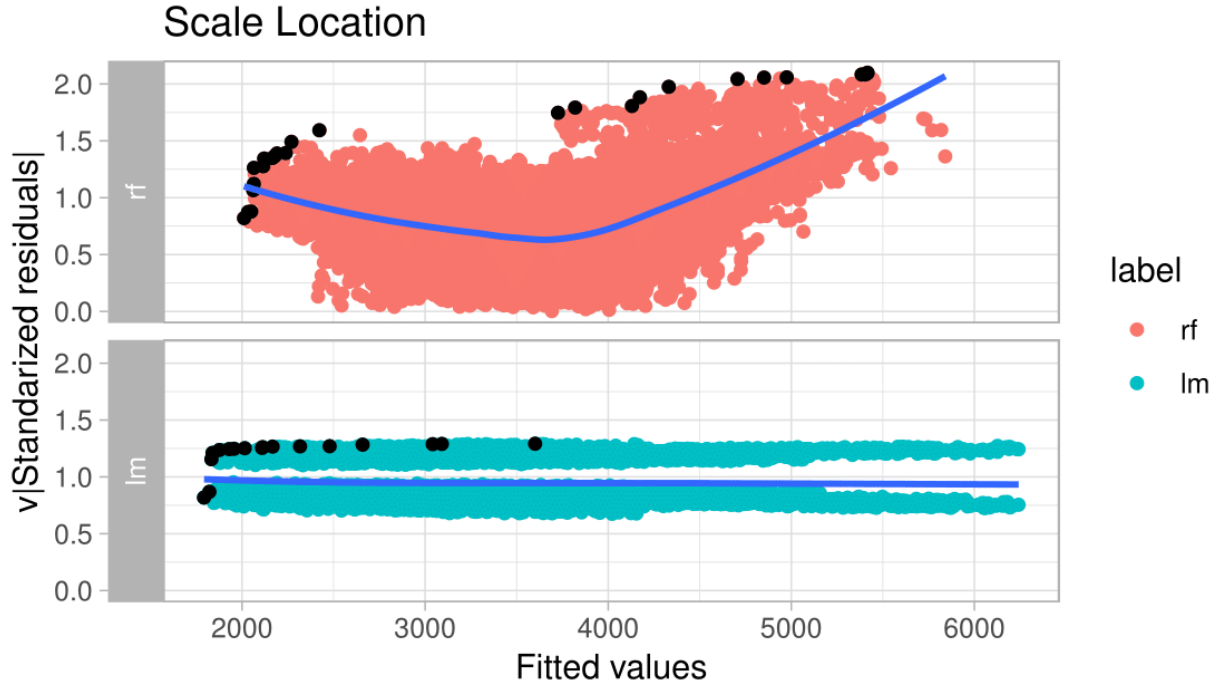 Scale Location
v|Standarized residuals|
rf
2.0
1.5
1.0
0.5
0.0
lm
2.0
1.5
1.0
0.5
0.0
2000 3000 4000 5000 6000
Fitted values
label
rf
lm